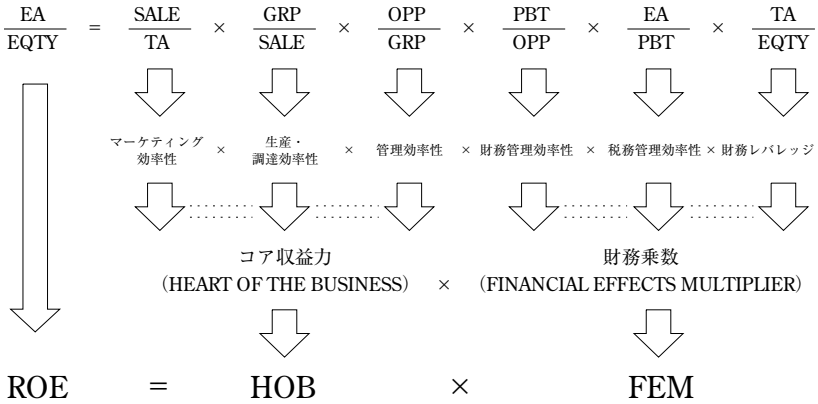 EA/EQTY = SALE/TA × GRP/SALE × OPP/GRP × PBT/OPP × EA/PBT × TA/EQTY
マーケティング効率性 × 生産・調達効率性 × 管理効率性 × 財務管理効率性 × 税務管理効率性 × 財務レバレッジ
コア収益力 財務乗数
(HEART OF THE BUSINESS) × (FINANCIAL EFFECTS MULTIPLIER)
ROE = HOB × FEM